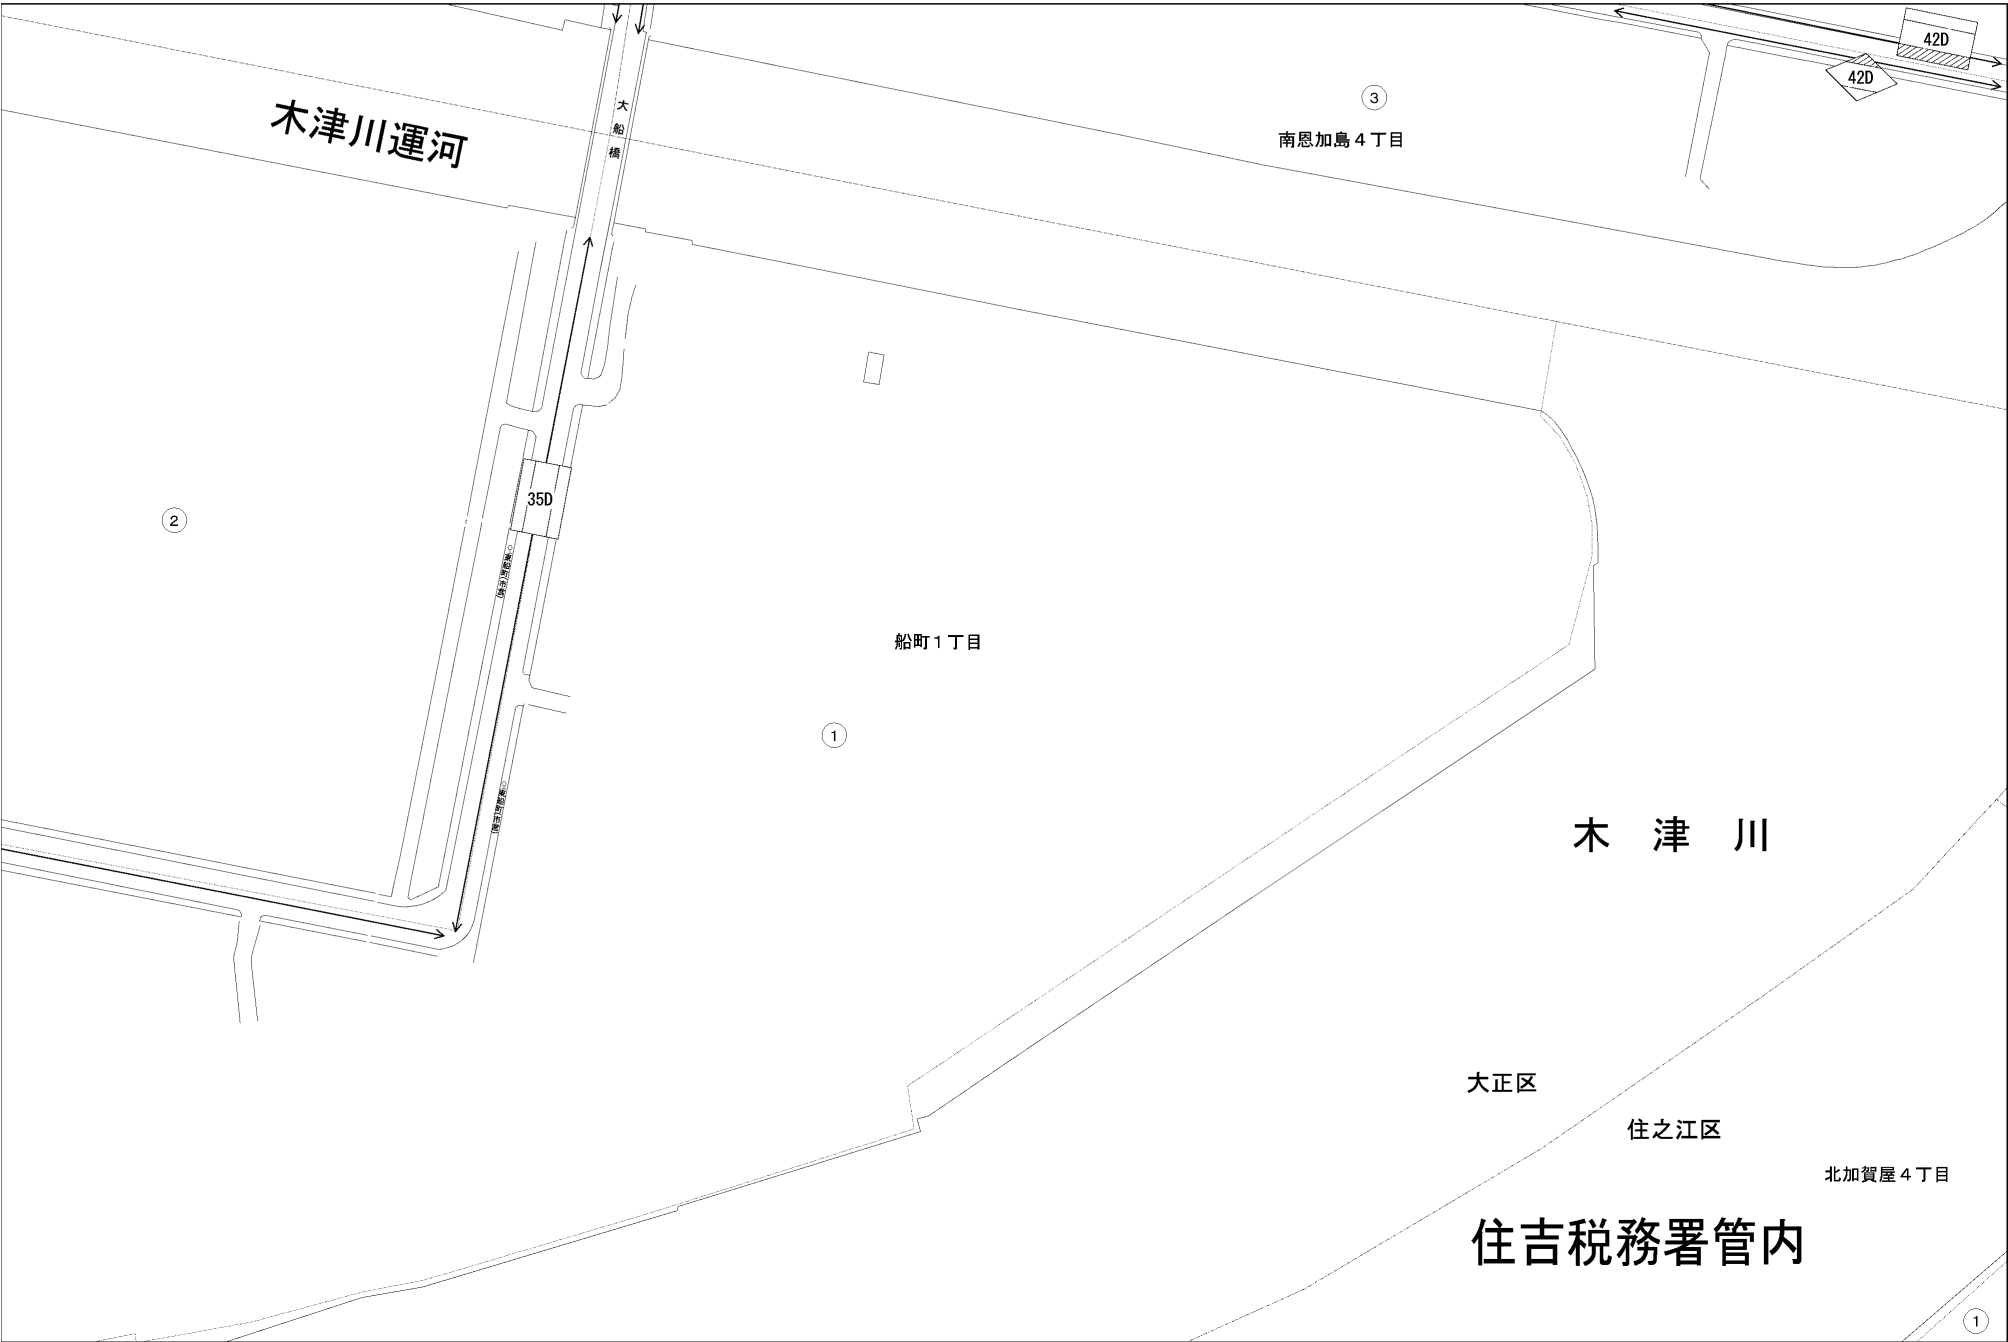 42D
42D
③
南恩加島４丁目
木津川運河
大船橋
35D
②
船町１丁目
①
木津川
大正区
住之江区
北加賀屋４丁目
住吉税務署管内
①